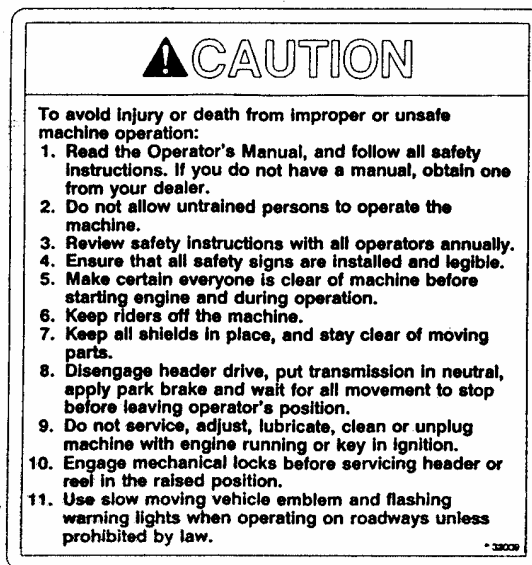 CAUTION
To avoid injury or death from improper or unsafe
machine operation:
1. Read the Operator's Manual, and follow all safety
instructions. If you do not have a manual, obtain one
from your dealer.
2. Do not allow untrained persons to operate the
machine.
3. Review safety instructions with all operators annually.
4. Ensure that all safety signs are installed and legible.
5. Make certain everyone is clear of machine before
starting engine and during operation.
6. Keep riders off the machine.
7. Keep all shields in place, and stay clear of moving
parts.
8. Disengage header drive, put transmission in neutral,
apply park brake and wait for all movement to stop
before leaving operator's position.
9. Do not service, adjust, lubricate, clean or unplug
machine with engine running or key in ignition.
10. Engage mechanical locks before servicing header or
reel in the raised position.
11. Use slow moving vehicle emblem and flashing
warning lights when operating on roadways unless
prohibited by law.